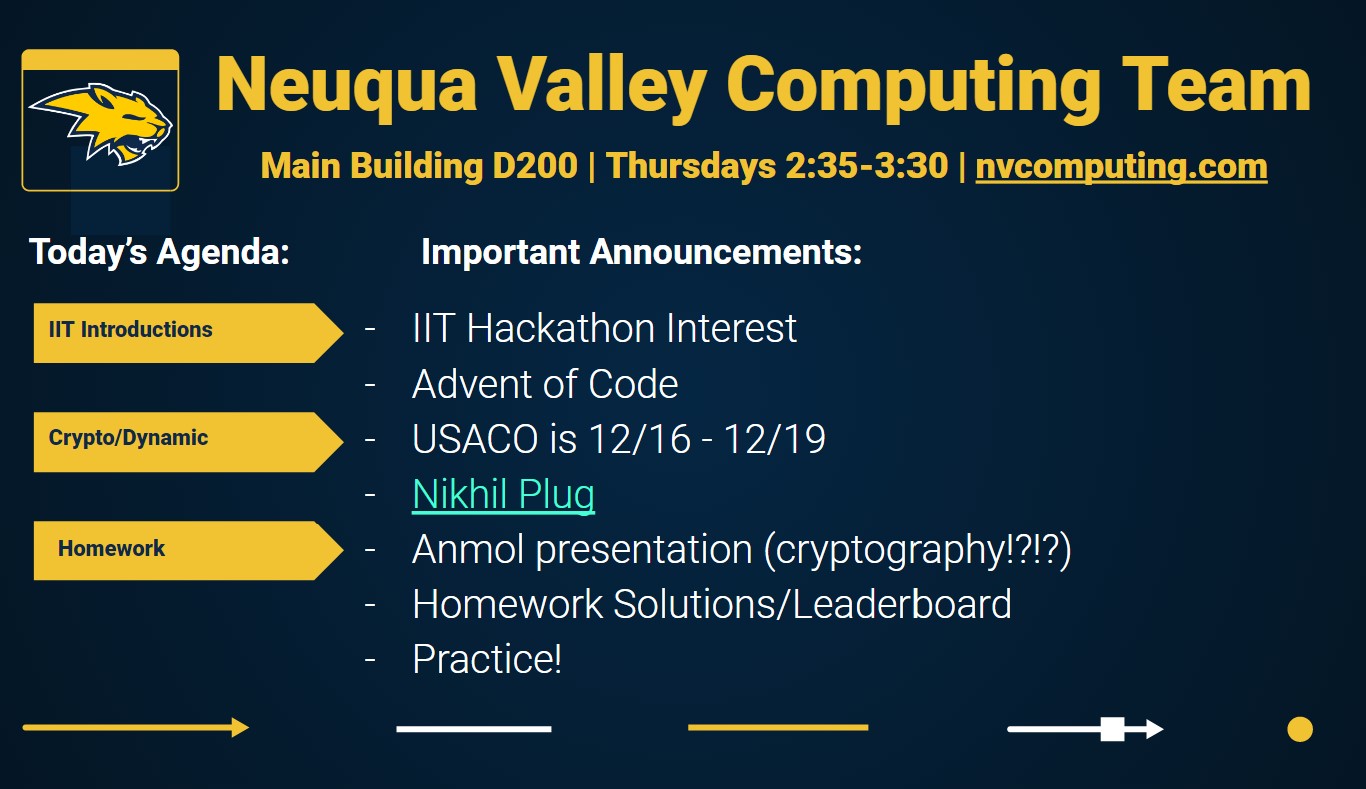 Neuqua Valley Computing Team
Main Building D200 | Thursdays 2:35-3:30 | nvcomputing.com
Today’s Agenda:
IIT Introductions
Crypto/Dynamic
Homework
Important Announcements:
- IIT Hackathon Interest
- Advent of Code
- USACO is 12/16 - 12/19
- Nikhil Plug
- Anmol presentation (cryptography!?!?)
- Homework Solutions/Leaderboard
- Practice!